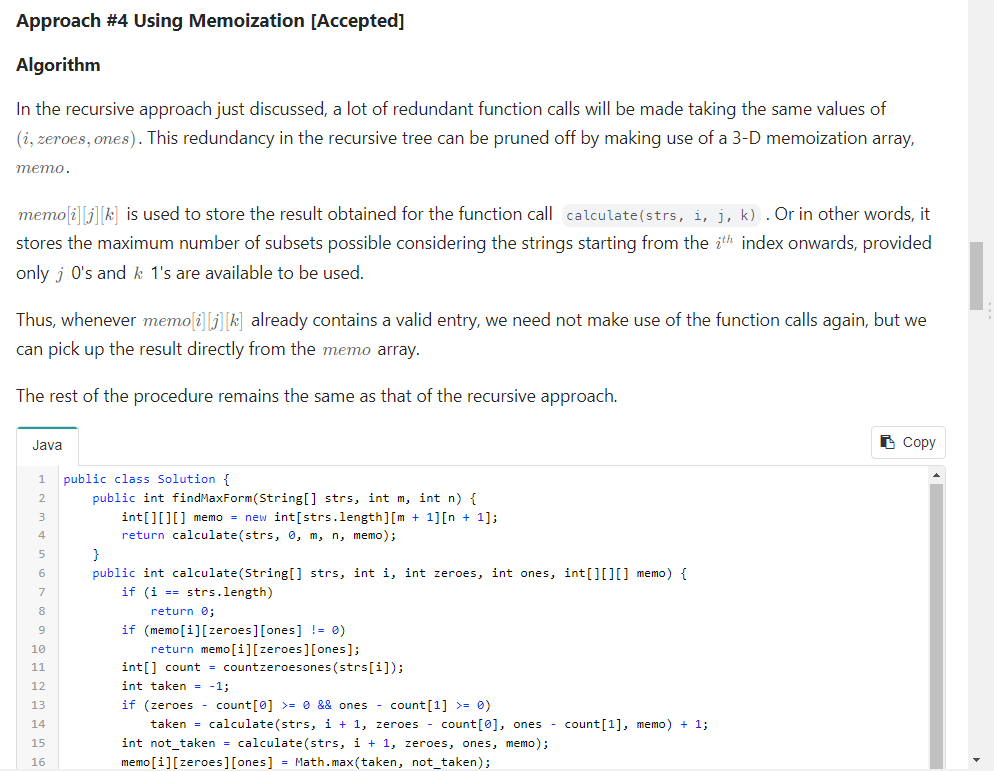 Approach #4 Using Memoization [Accepted]
Algorithm
In the recursive approach just discussed, a lot of redundant function calls will be made taking the same values of
(i, zeroes, ones). This redundancy in the recursive tree can be pruned off by making use of a 3-D memoization array,
memo.
memo[i][j][k] is used to store the result obtained for the function call calculate(strs, i, j, k) . Or in other words, it
stores the maximum number of subsets possible considering the strings starting from the i^th index onwards, provided
only j 0's and k 1's are available to be used.
Thus, whenever memo[i][j][k] already contains a valid entry, we need not make use of the function calls again, but we
can pick up the result directly from the memo array.
The rest of the procedure remains the same as that of the recursive approach.
Java
Copy
1 public class Solution {
2     public int findMaxForm(String[] strs, int m, int n) {
3         int[][][] memo = new int[strs.length][m + 1][n + 1];
4         return calculate(strs, 0, m, n, memo);
5     }
6     public int calculate(String[] strs, int i, int zeroes, int ones, int[][][] memo) {
7         if (i == strs.length)
8             return 0;
9         if (memo[i][zeroes][ones] != 0)
10             return memo[i][zeroes][ones];
11         int[] count = countzeroesones(strs[i]);
12         int taken = -1;
13         if (zeroes - count[0] >= 0 && ones - count[1] >= 0)
14             taken = calculate(strs, i + 1, zeroes - count[0], ones - count[1], memo) + 1;
15         int not_taken = calculate(strs, i + 1, zeroes, ones, memo);
16         memo[i][zeroes][ones] = Math.max(taken, not_taken);